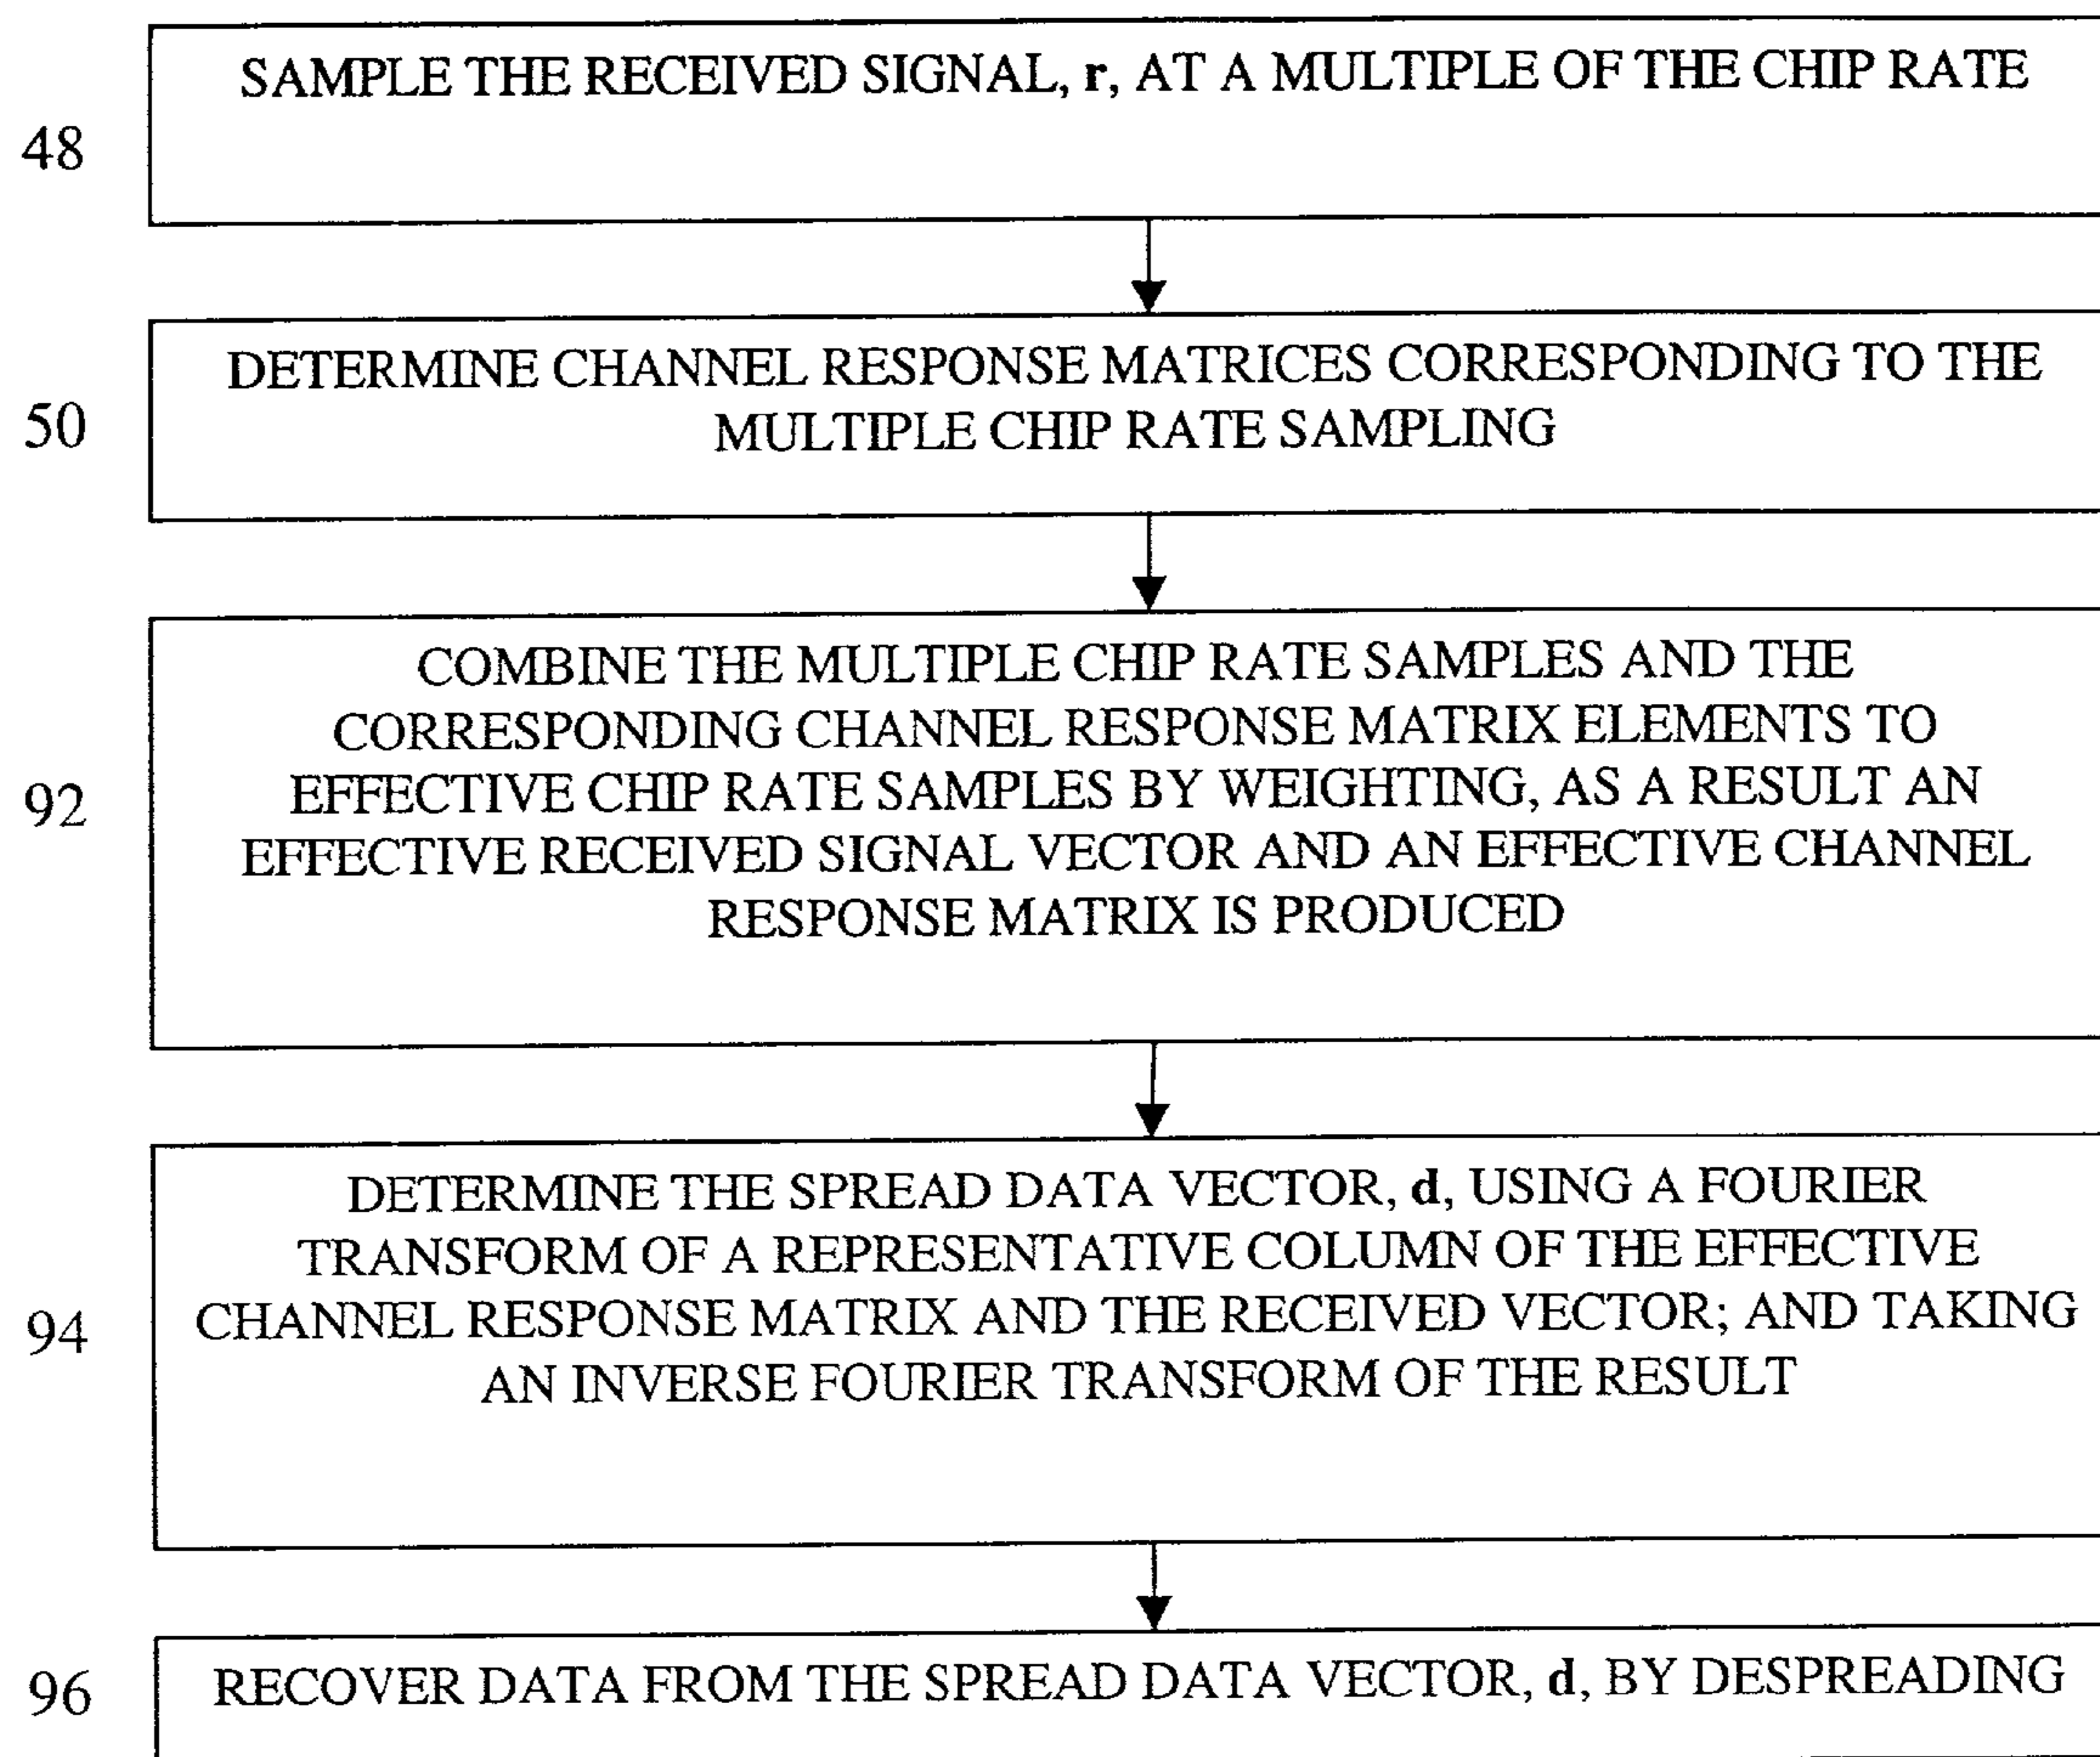 SAMPLE THE RECEIVED SIGNAL, r, AT A MULTIPLE OF THE CHIP RATE
48
DETERMINE CHANNEL RESPONSE MATRICES CORRESPONDING TO THE
MULTIPLE CHIP RATE SAMPLING
50
COMBINE THE MULTIPLE CHIP RATE SAMPLES AND THE
CORRESPONDING CHANNEL RESPONSE MATRIX ELEMENTS TO
EFFECTIVE CHIP RATE SAMPLES BY WEIGHTING, AS A RESULT AN
EFFECTIVE RECEIVED SIGNAL VECTOR AND AN EFFECTIVE CHANNEL
RESPONSE MATRIX IS PRODUCED
92
DETERMINE THE SPREAD DATA VECTOR, d, USING A FOURIER
TRANSFORM OF A REPRESENTATIVE COLUMN OF THE EFFECTIVE
CHANNEL RESPONSE MATRIX AND THE RECEIVED VECTOR; AND TAKING
AN INVERSE FOURIER TRANSFORM OF THE RESULT
94
RECOVER DATA FROM THE SPREAD DATA VECTOR, d, BY DESPREADING
96